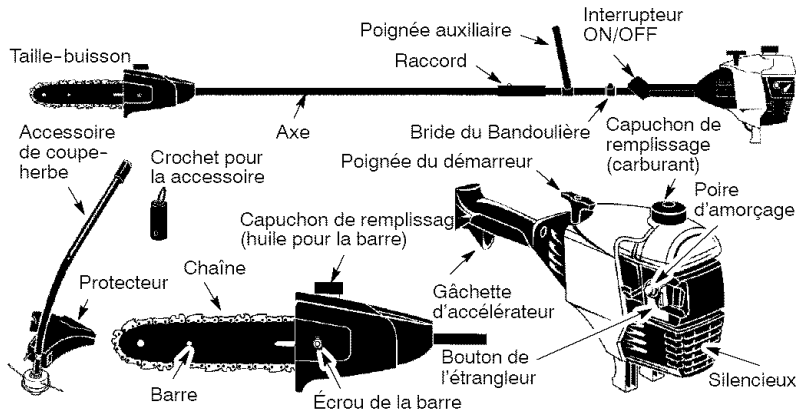 Poignée auxiliaire
Interrupteur
ON/OFF
Taille-buisson
Raccord
Axe
Bride du Bandoulière
Capuchon de
remplissage
(carburant)
Accessoire
de coupe-
herbe
Crochet pour
la accessoire
Poignée du démarreur
Poire
d'amorçage
Capuchon de remplissage
(huile pour la barre)
Protecteur
Chaîne
Gâchette
d'accélérateur
Bouton de
l'étrangleur
Silencieux
Barre
Écrou de la barre